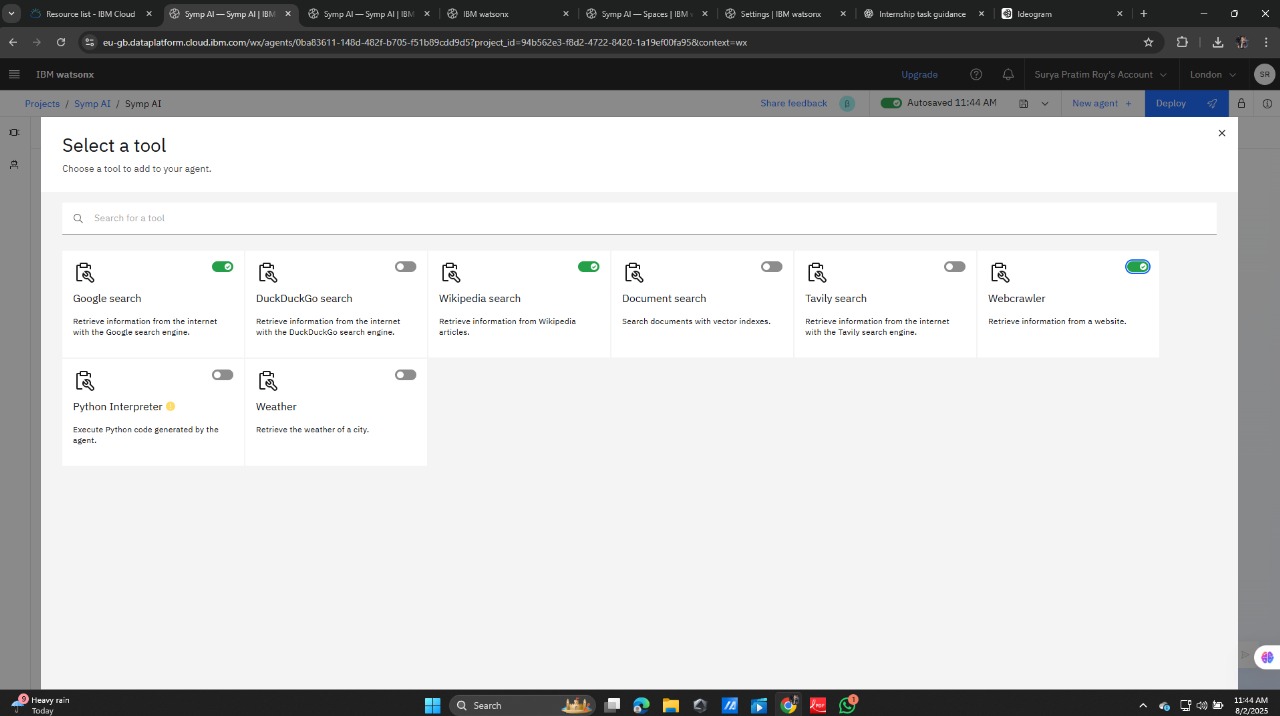 Resource list - IBM Cloud
Symp AI — Symp AI | IBM
Symp AI — Symp AI | IBM
IBM watsonx
Symp AI — Spaces | IBM
Settings | IBM watsonx
Internship task guidance
Ideogram
eu-gb.dataplatform.cloud.ibm.com/wx/agents/0ba83611-148d-482f-b705-f51b89cdd9d5?project_id=94b562e3-f8d2-4722-8420-1a19ef00fa95&context=wx
IBM watsonx
Upgrade
Surya Pratim Roy's Account
London
SR
Projects / Symp AI / Symp AI
Share feedback β
Autosaved 11:44 AM
New agent +
Deploy
Select a tool
Choose a tool to add to your agent.
Search for a tool
Google search
Retrieve information from the internet
with the Google search engine.
DuckDuckGo search
Retrieve information from the internet
with the DuckDuckGo search engine.
Wikipedia search
Retrieve information from Wikipedia
articles.
Document search
Search documents with vector indexes.
Tavily search
Retrieve information from the internet
with the Tavily search engine.
Webcrawler
Retrieve information from a website.
Python Interpreter
Execute Python code generated by the
agent.
Weather
Retrieve the weather of a city.
9
Heavy rain
Today
Search
1
11:44 AM
8/2/2025